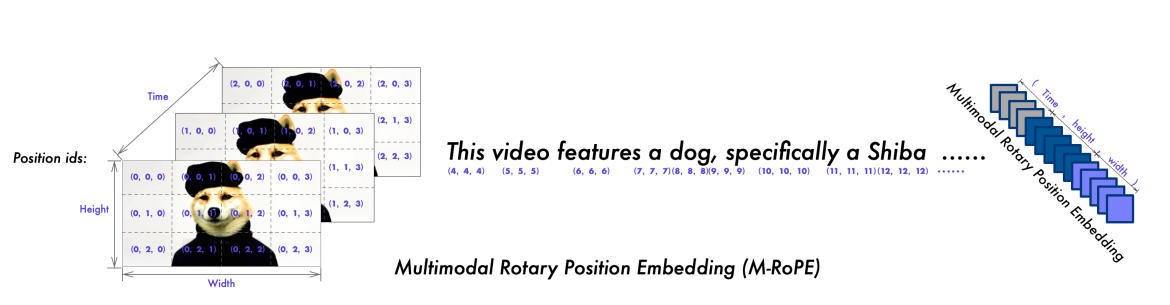 Position ids:
Time
Height
Width
(2, 0, 0) (2, 0, 1) (2, 0, 2) (2, 0, 3)
(2, 1, 3)
(2, 2, 3)
(1, 0, 0) (1, 0, 1) (1, 0, 2) (1, 0, 3)
(1, 1, 3)
(1, 2, 3)
(0, 0, 0) (0, 0, 1) (0, 0, 2) (0, 0, 3)
(0, 1, 0) (0, 1, 1) (0, 1, 2) (0, 1, 3)
(0, 2, 0) (0, 2, 1) (0, 2, 2) (0, 2, 3)
This video features a dog, specifically a Shiba ......
(4, 4, 4) (5, 5, 5) (6, 6, 6) (7, 7, 7)(8, 8, 8)(9, 9, 9) (10, 10, 10) (11, 11, 11)(12, 12, 12) ......
( Time , height , width )
Multimodal Rotary Position Embedding
Multimodal Rotary Position Embedding (M-RoPE)